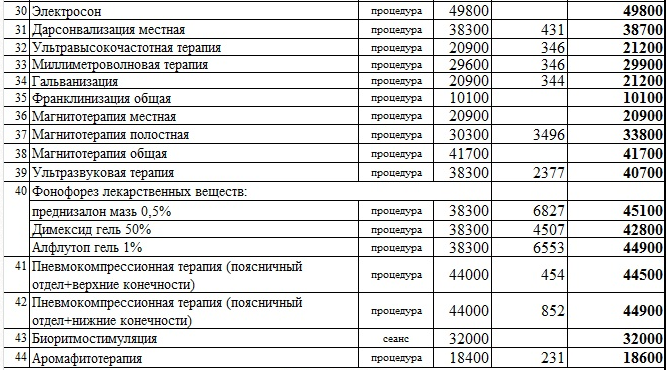 30 Электросон процедура 49800 49800
31 Дарсонвализация местная процедура 38300 431 38700
32 Ультравысокочастотная терапия процедура 20900 346 21200
33 Миллиметроволновая терапия процедура 29600 346 29900
34 Гальванизация процедура 20900 344 21200
35 Франклинизация общая процедура 10100 10100
36 Магнитотерапия местная процедура 20900 20900
37 Магнитотерапия полостная процедура 30300 3496 33800
38 Магнитотерапия общая процедура 41700 41700
39 Ультразвуковая терапия процедура 38300 2377 40700
40 Фонофорез лекарственных веществ:
преднизалон мазь 0,5% процедура 38300 6827 45100
Димексид гель 50% процедура 38300 4507 42800
Алфлутоп гель 1% процедура 38300 6553 44900
41 Пневмокомпрессионная терапия (поясничный
отдел+верхние конечности) процедура 44000 454 44500
42 Пневмокомпрессионная терапия (поясничный
отдел+нижние конечности) процедура 44000 852 44900
43 Биоритмостимуляция сеанс 32000 32000
44 Аромафитотерапия процедура 18400 231 18600